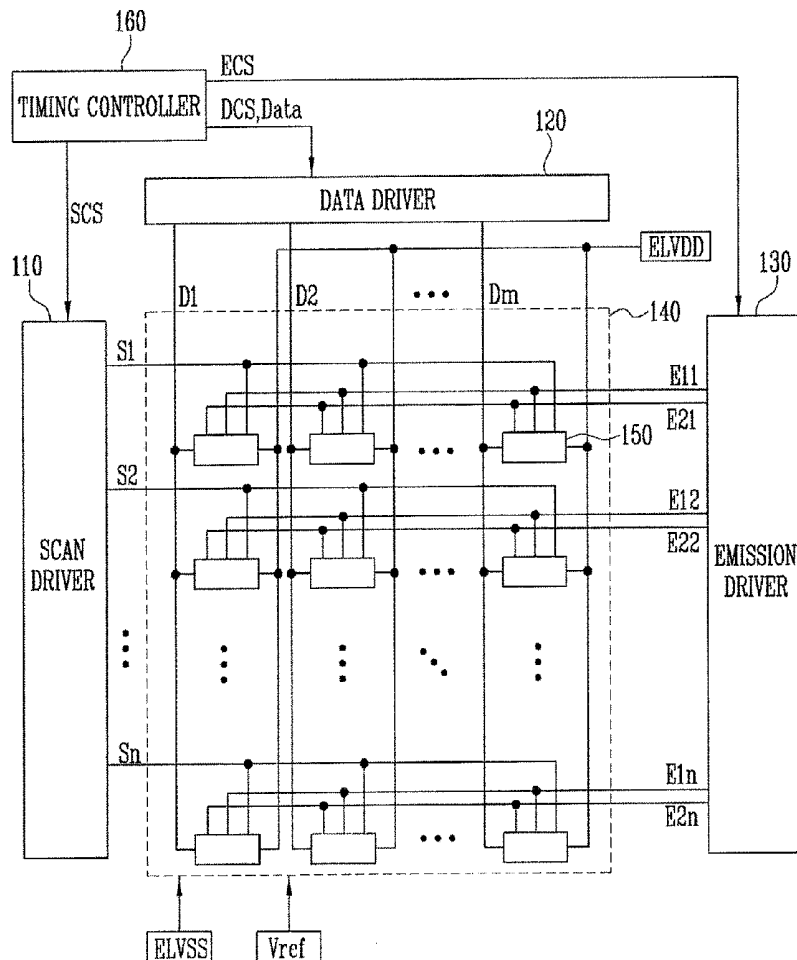 160
ECS
TIMING CONTROLLER
DCS,Data
120
DATA DRIVER
SCS
ELVDD
110
130
D1
D2
Dm
140
S1
E11
E21
150
S2
E12
E22
SCAN
DRIVER
EMISSION
DRIVER
Sn
E1n
E2n
ELVSS
Vref